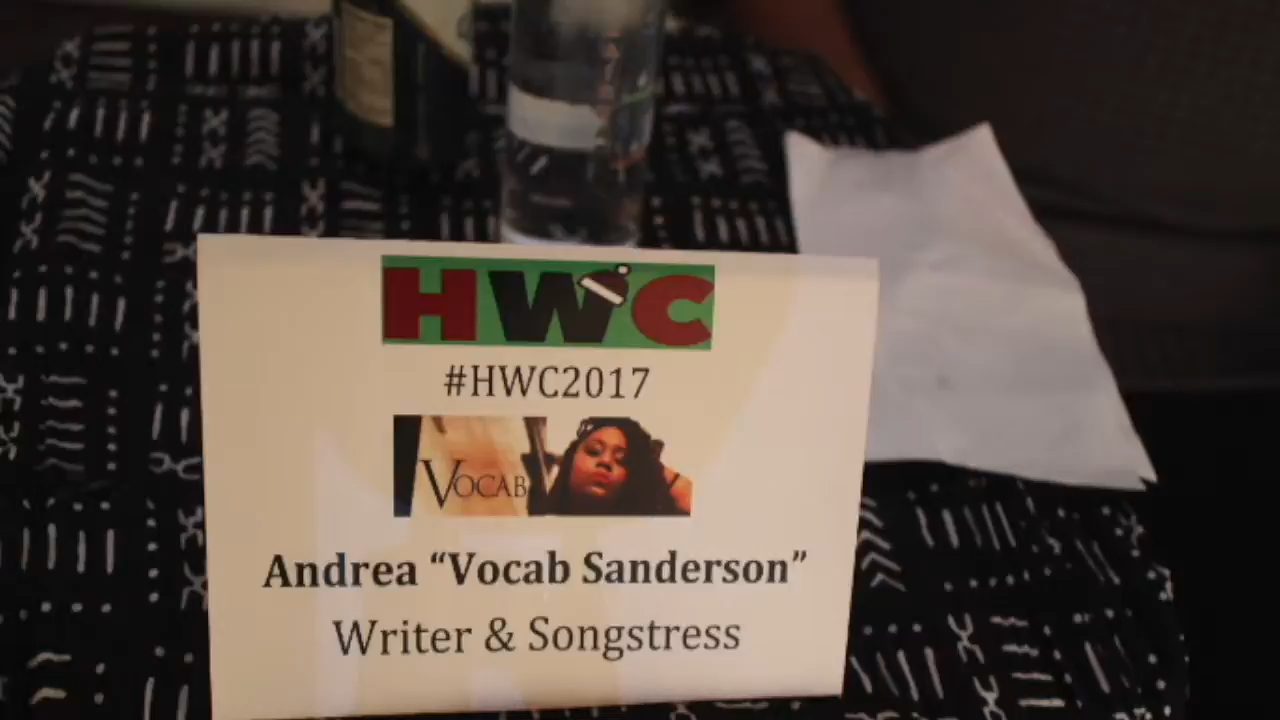 HWC
#HWC2017
VOCAB
Andrea “Vocab Sanderson”
Writer & Songstress